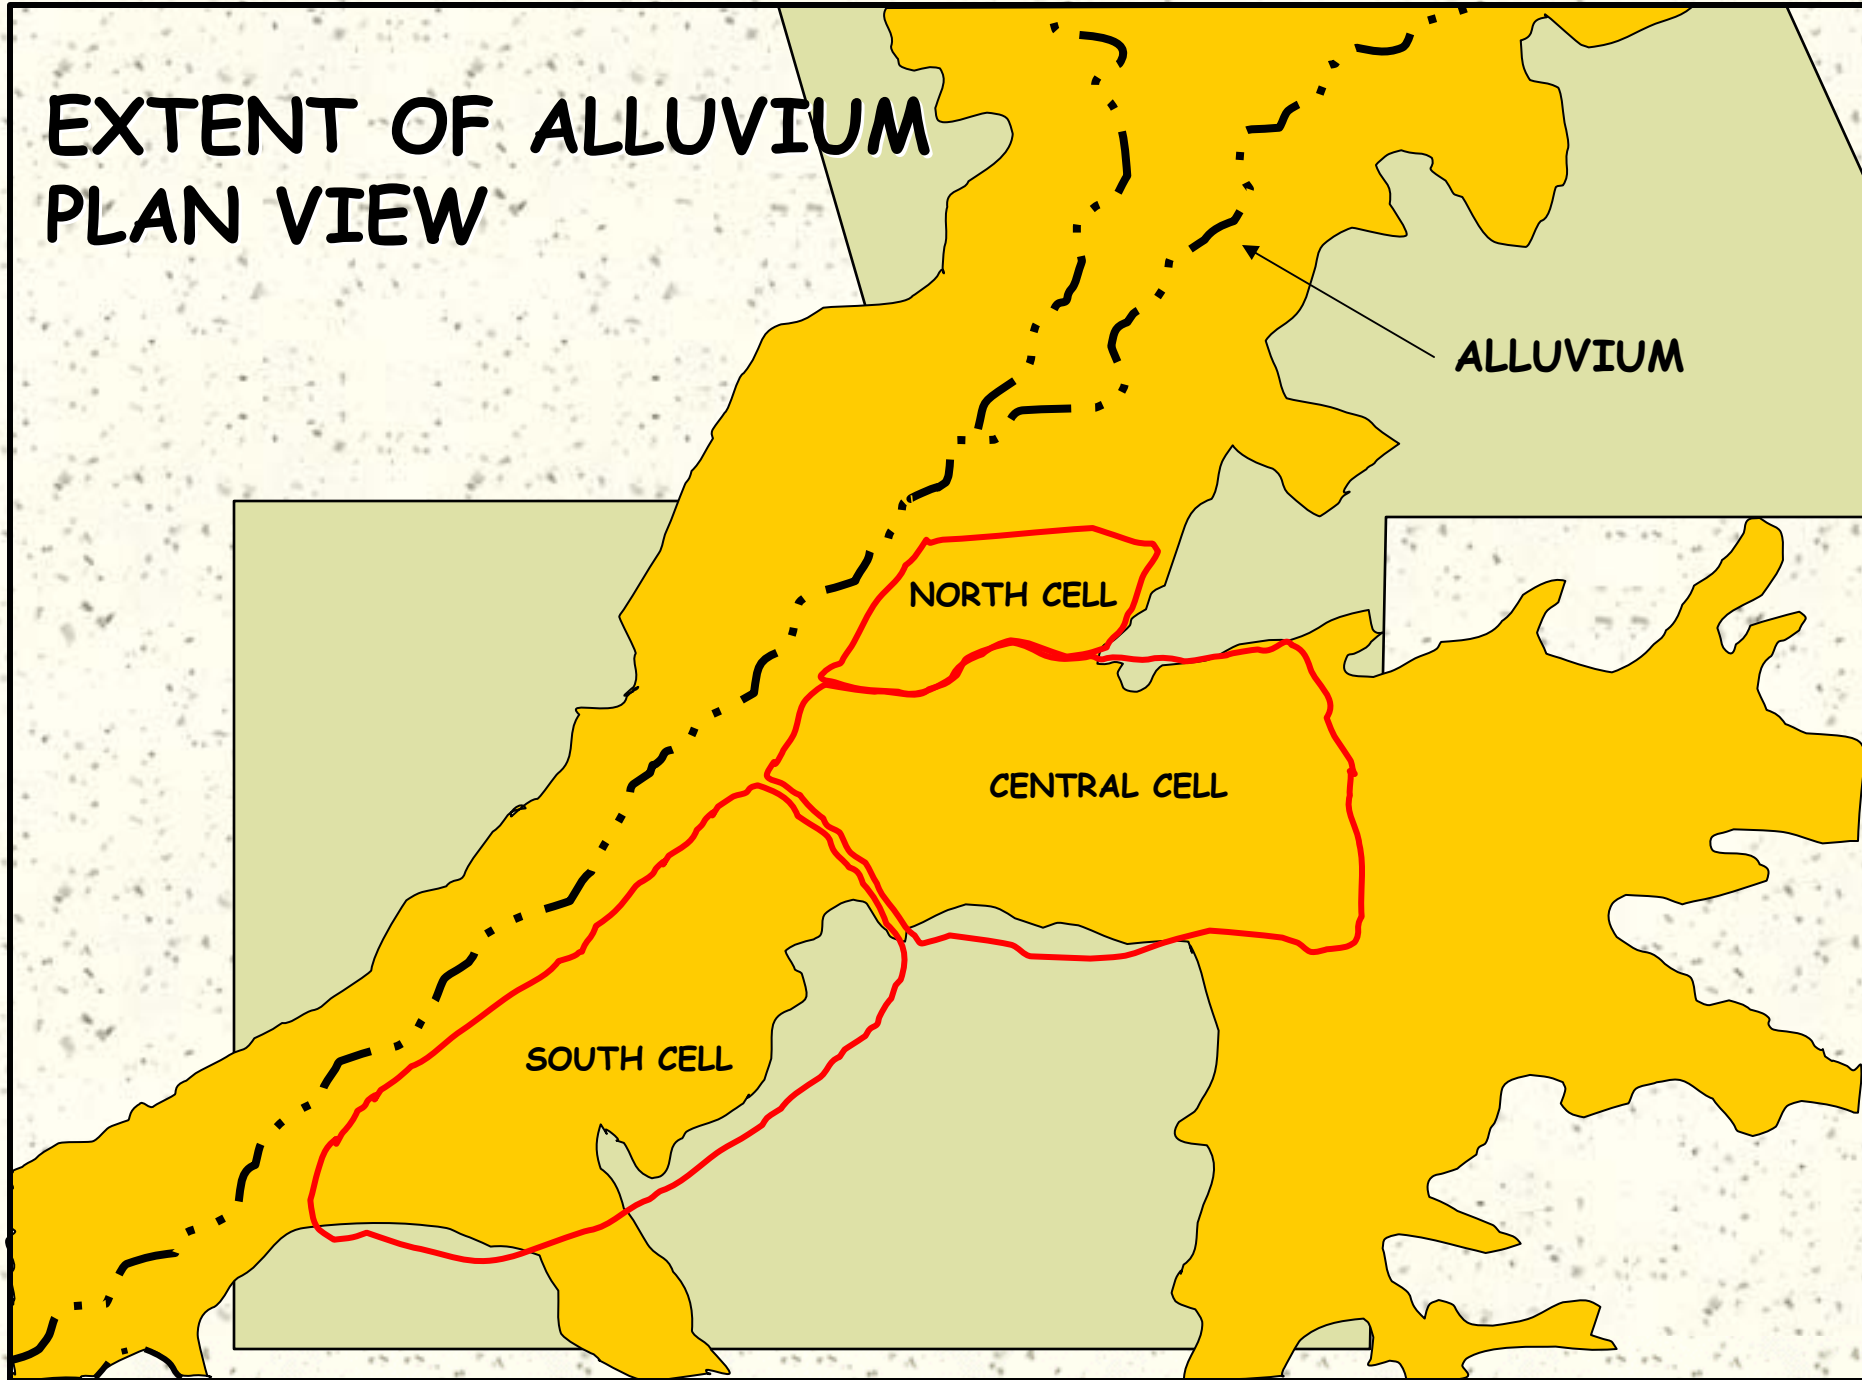 EXTENT OF ALLUVIUM
PLAN VIEW
ALLUVIUM
NORTH CELL
CENTRAL CELL
SOUTH CELL